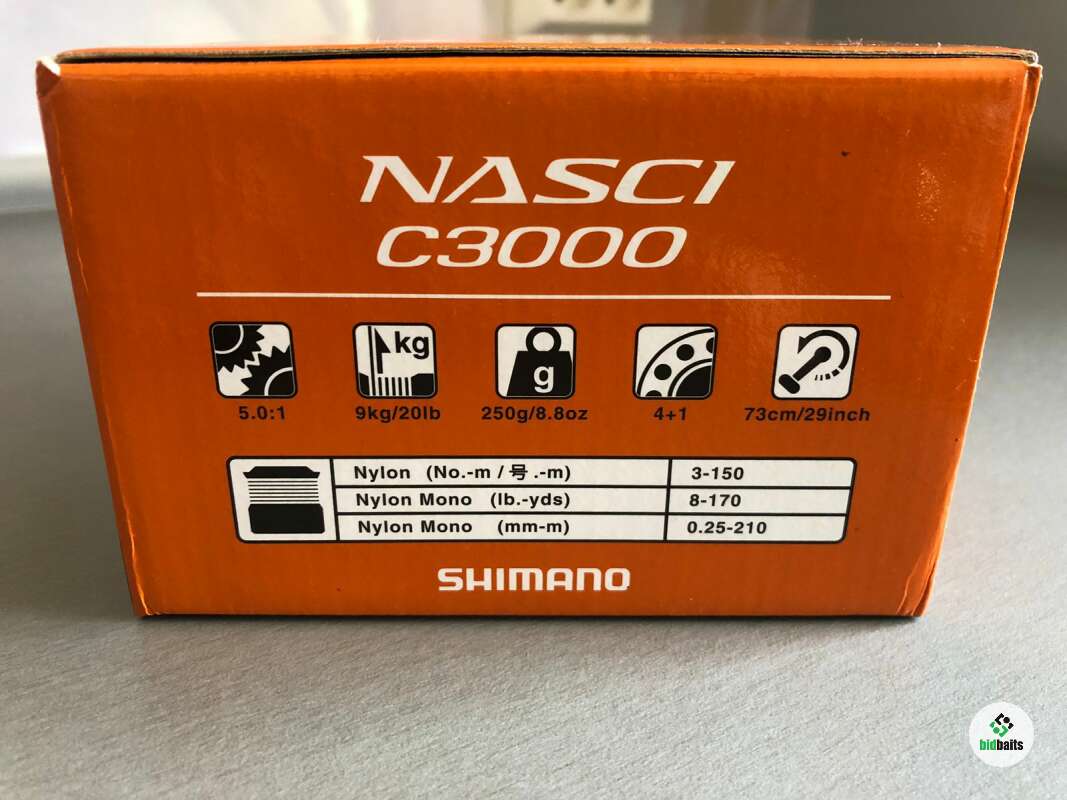 NASCI
C3000
kg
g
5.0:1 9kg/20lb 250g/8.8oz 4+1 73cm/29inch
Nylon (No.-m / 号 .-m) 3-150
Nylon Mono (lb.-yds) 8-170
Nylon Mono (mm-m) 0.25-210
SHIMANO
bidbaits